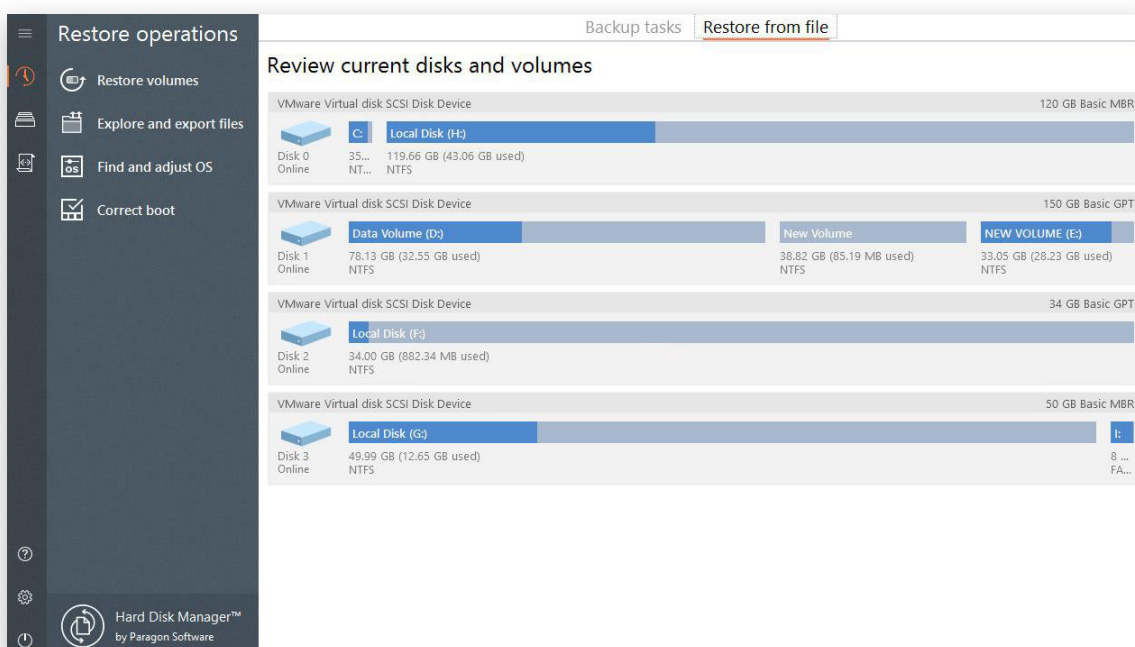 Restore operations
Restore volumes
Explore and export files
os
Find and adjust OS
Correct boot
Hard Disk Manager™
by Paragon Software
Backup tasks
Restore from file
Review current disks and volumes
VMware Virtual disk SCSI Disk Device 120 GB Basic MBR
C: Local Disk (H:)
Disk 0 35... 119.66 GB (43.06 GB used)
Online NT... NTFS
VMware Virtual disk SCSI Disk Device 150 GB Basic GPT
Data Volume (D:) New Volume NEW VOLUME (E:)
Disk 1 78.13 GB (32.55 GB used) 38.82 GB (85.19 MB used) 33.05 GB (28.23 GB used)
Online NTFS NTFS NTFS
VMware Virtual disk SCSI Disk Device 34 GB Basic GPT
Local Disk (F:)
Disk 2 34.00 GB (882.34 MB used)
Online NTFS
VMware Virtual disk SCSI Disk Device 50 GB Basic MBR
Local Disk (G:) I:
Disk 3 49.99 GB (12.65 GB used) 8 ...
Online NTFS FA...